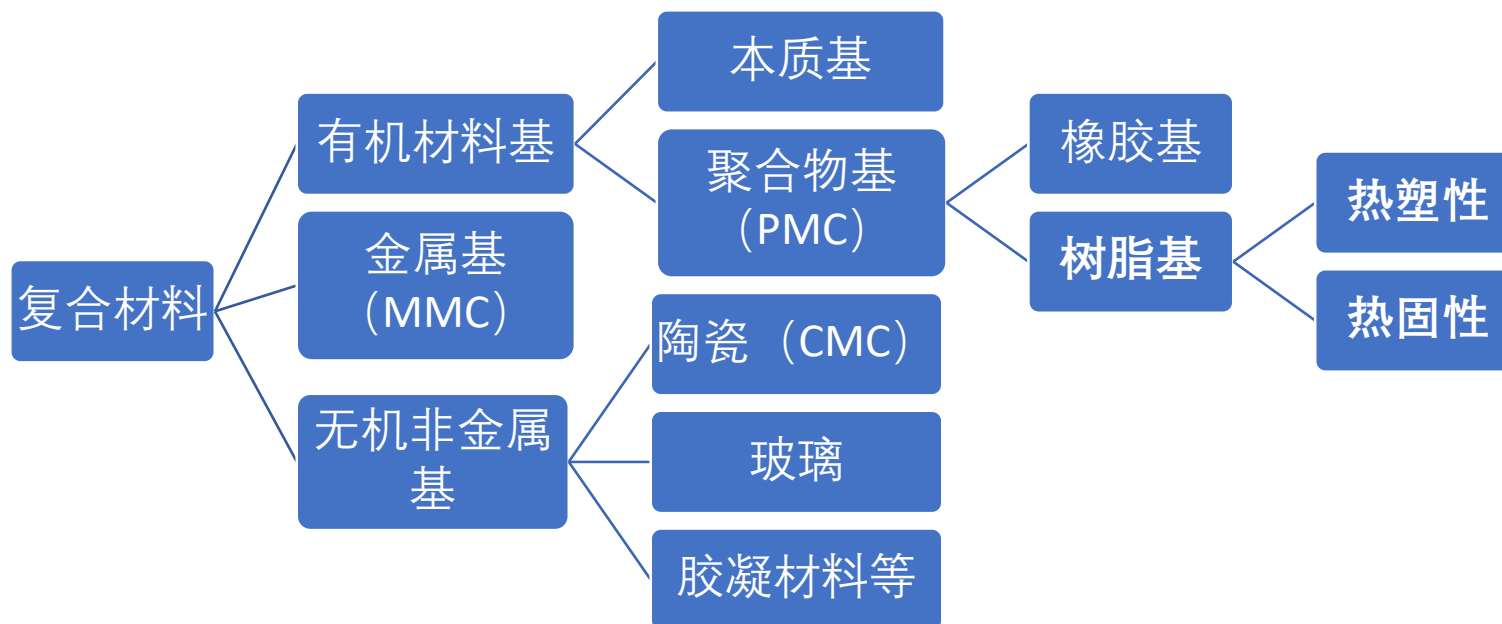 复合材料
有机材料基
金属基
（MMC）
无机非金属
基
本质基
聚合物基
（PMC）
陶瓷（CMC）
玻璃
胶凝材料等
橡胶基
树脂基
热塑性
热固性